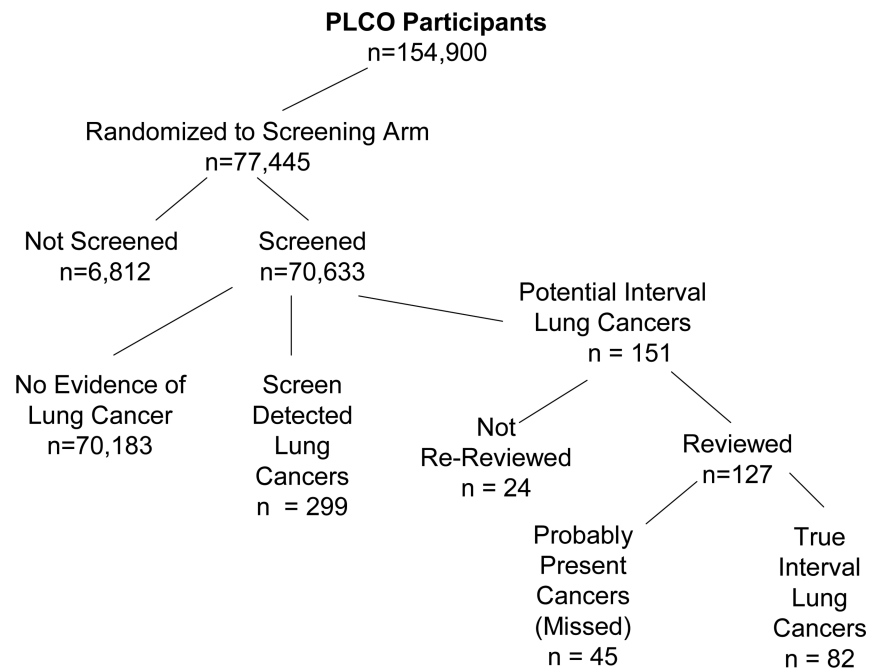 PLCO Participants
n=154,900
Randomized to Screening Arm
n=77,445
Not Screened
n=6,812
Screened
n=70,633
No Evidence of
Lung Cancer
n=70,183
Screen
Detected
Lung
Cancers
n = 299
Potential Interval
Lung Cancers
n = 151
Not
Re-Reviewed
n = 24
Reviewed
n=127
Probably
Present
Cancers
(Missed)
n = 45
True
Interval
Lung
Cancers
n = 82